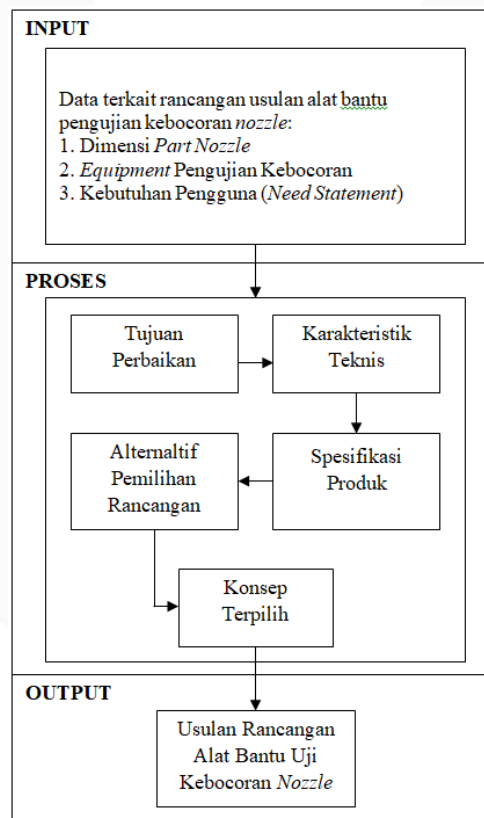 INPUT
Data terkait rancangan usulan alat bantu
pengujian kebocoran nozzle:
1. Dimensi Part Nozzle
2. Equipment Pengujian Kebocoran
3. Kebutuhan Pengguna (Need Statement)
PROSES
Tujuan
Perbaikan
Karakteristik
Teknis
Spesifikasi
Produk
Alternaltif
Pemilihan
Rancangan
Konsep
Terpilih
OUTPUT
Usulan Rancangan
Alat Bantu Uji
Kebocoran Nozzle